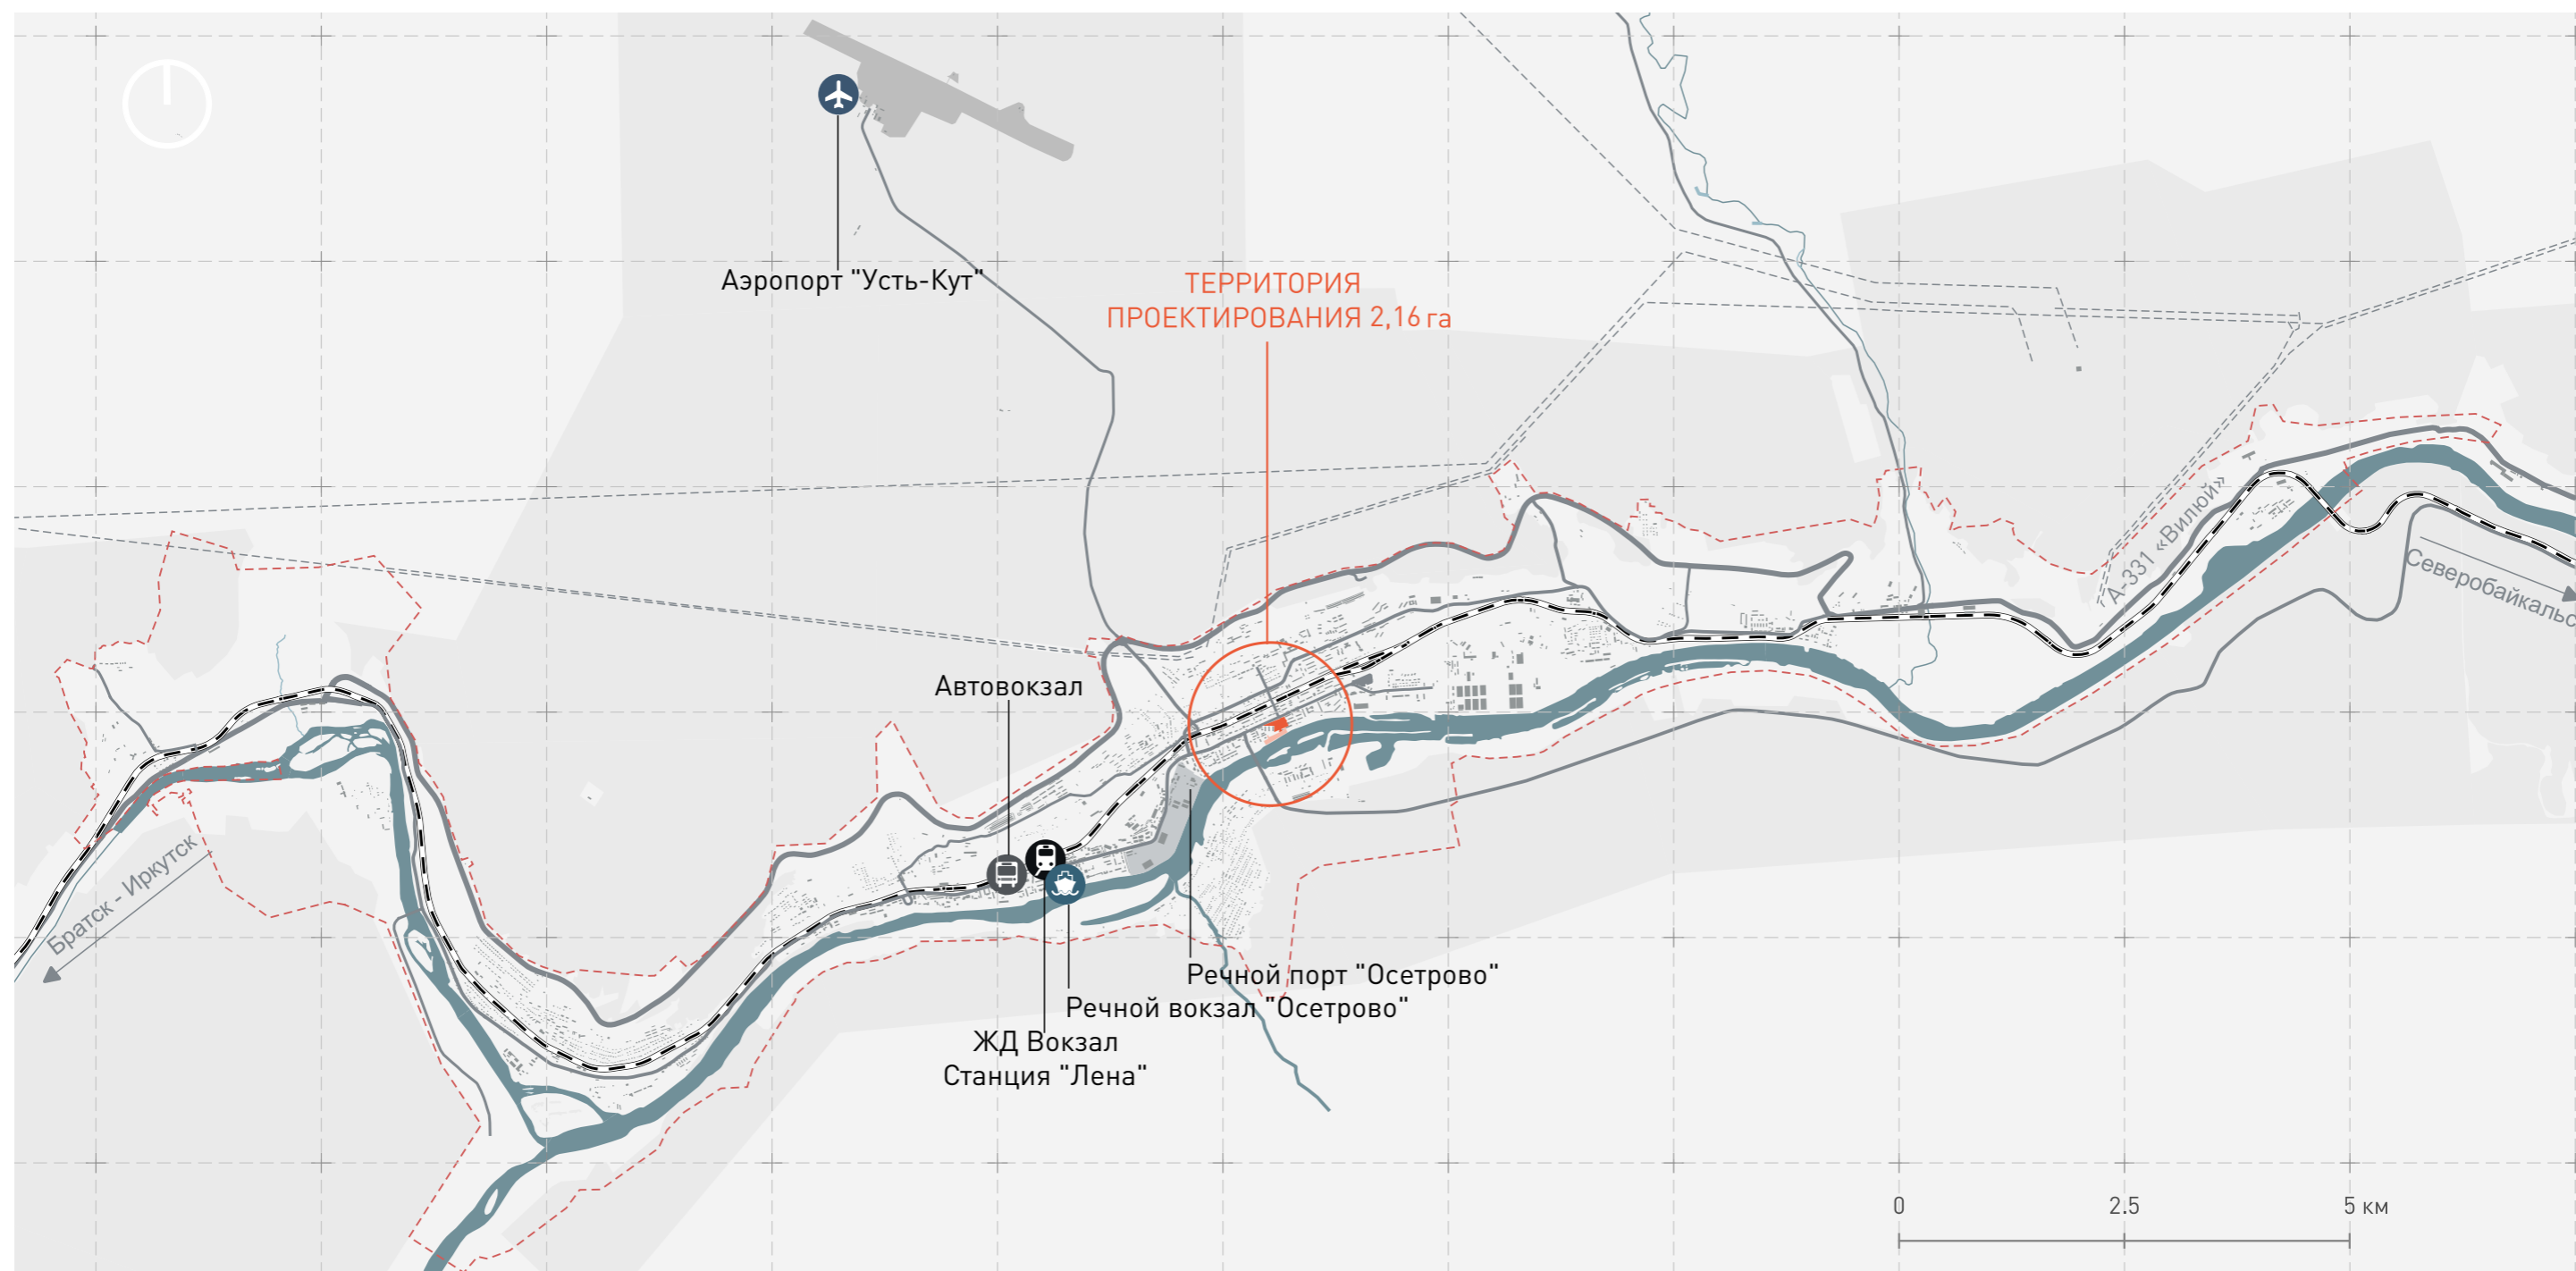 Аэропорт "Усть-Кут"
ТЕРРИТОРИЯ
ПРОЕКТИРОВАНИЯ 2,16 га
А-331 «Вилюй»
Северобайкальс
Автовокзал
Братск - Иркутск
Речной порт "Осетрово"
Речной вокзал "Осетрово"
ЖД Вокзал
Станция "Лена"
0 2.5 5 км